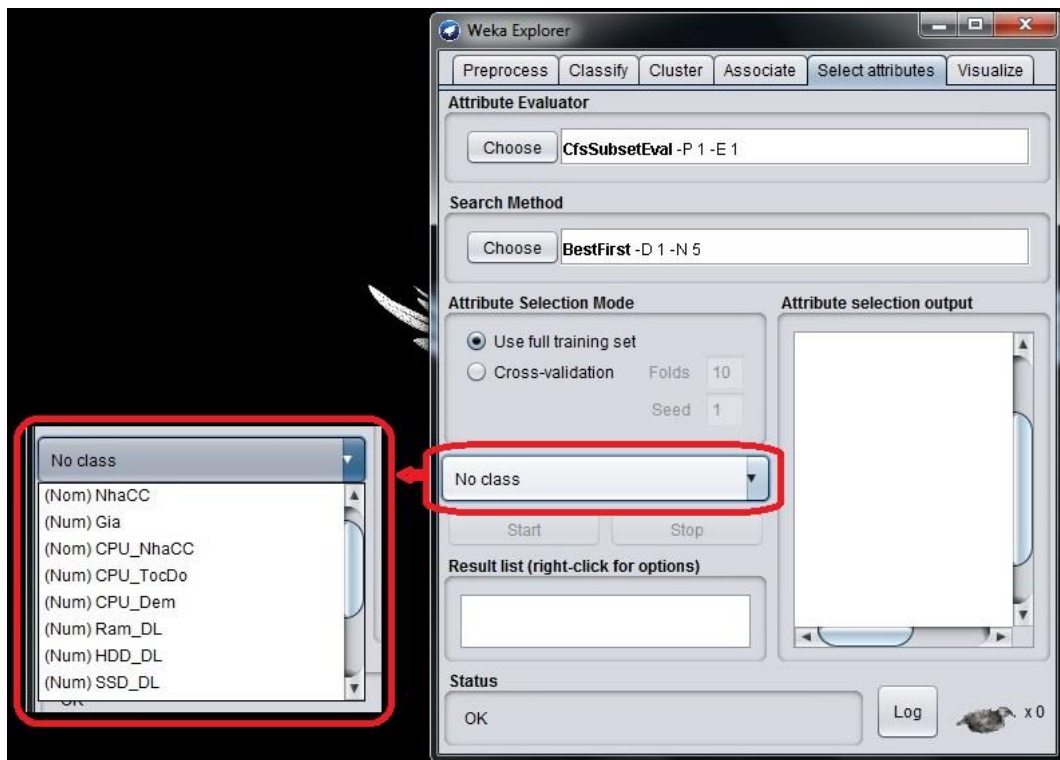 Weka Explorer
Preprocess Classify Cluster Associate Select attributes Visualize
Attribute Evaluator
Choose CfsSubsetEval -P 1 -E 1
Search Method
Choose BestFirst -D 1 -N 5
Attribute Selection Mode
Use full training set
Cross-validation Folds 10
Seed 1
Attribute selection output
No class
Start Stop
Result list (right-click for options)
Status
OK
Log x 0
No class
(Nom) NhaCC
(Num) Gia
(Nom) CPU_NhaCC
(Num) CPU_TocDo
(Num) CPU_Dem
(Num) Ram_DL
(Num) HDD_DL
(Num) SSD_DL